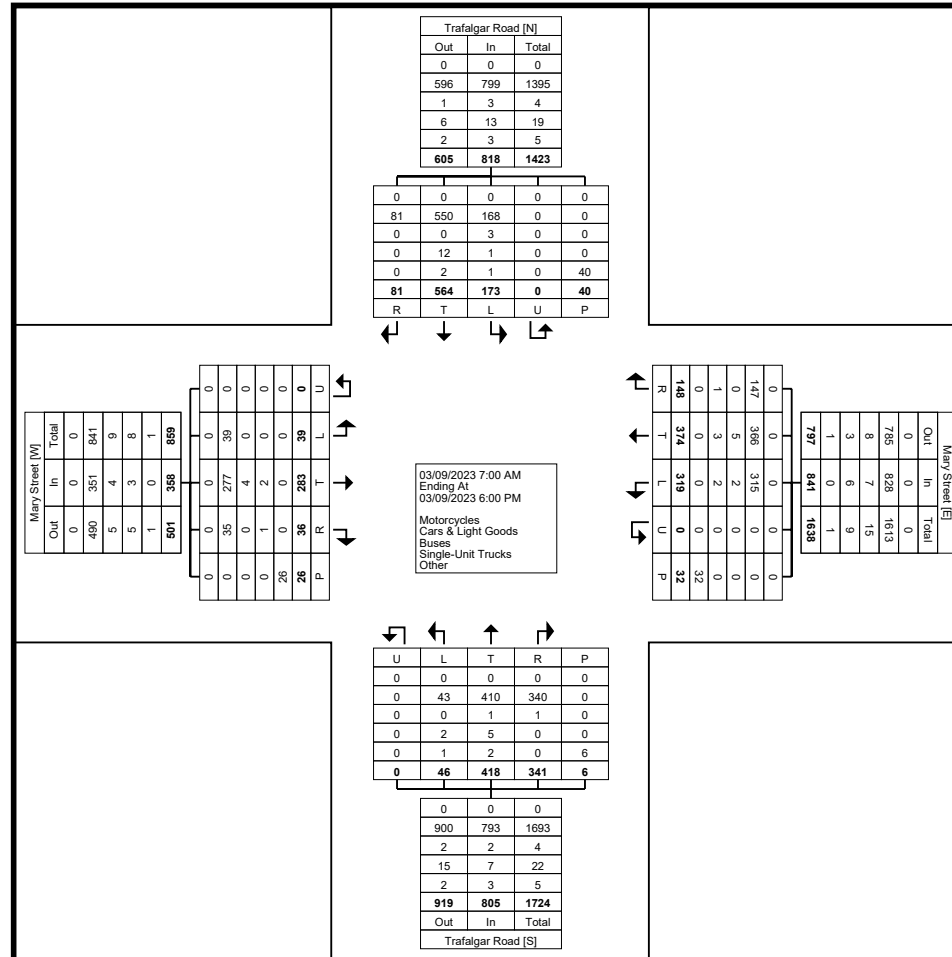 Trafalgar Road [N]
Out In Total
0 0 0
596 799 1395
1 3 4
6 13 19
2 3 5
605 818 1423
0 0 0 0 0
81 550 168 0 0
0 0 3 0 0
0 12 1 0 0
0 2 1 0 40
81 564 173 0 40
R T L U P
Mary Street [W]
Out In Total
0 0 0
490 351 841
5 4 9
5 3 8
1 0 1
501 358 859
0 0 0 0 0
0 39 277 35 0
0 0 4 0 0
0 0 2 1 0
0 0 0 0 26
0 39 283 36 26
U L T R P
03/09/2023 7:00 AM
Ending At
03/09/2023 6:00 PM
Motorcycles
Cars & Light Goods
Buses
Single-Unit Trucks
Other
Mary Street [E]
Out In Total
0 0 0
785 828 1613
8 7 15
3 6 9
1 0 1
797 841 1638
0 0 0 0 0
147 366 315 0 0
0 5 2 0 0
1 3 2 0 0
0 0 0 0 32
148 374 319 0 32
R T L U P
U L T R P
0 0 0 0 0
0 43 410 340 0
0 0 1 1 0
0 2 5 0 0
0 1 2 0 6
0 46 418 341 6
0 0 0
900 793 1693
2 2 4
15 7 22
2 3 5
919 805 1724
Out In Total
Trafalgar Road [S]